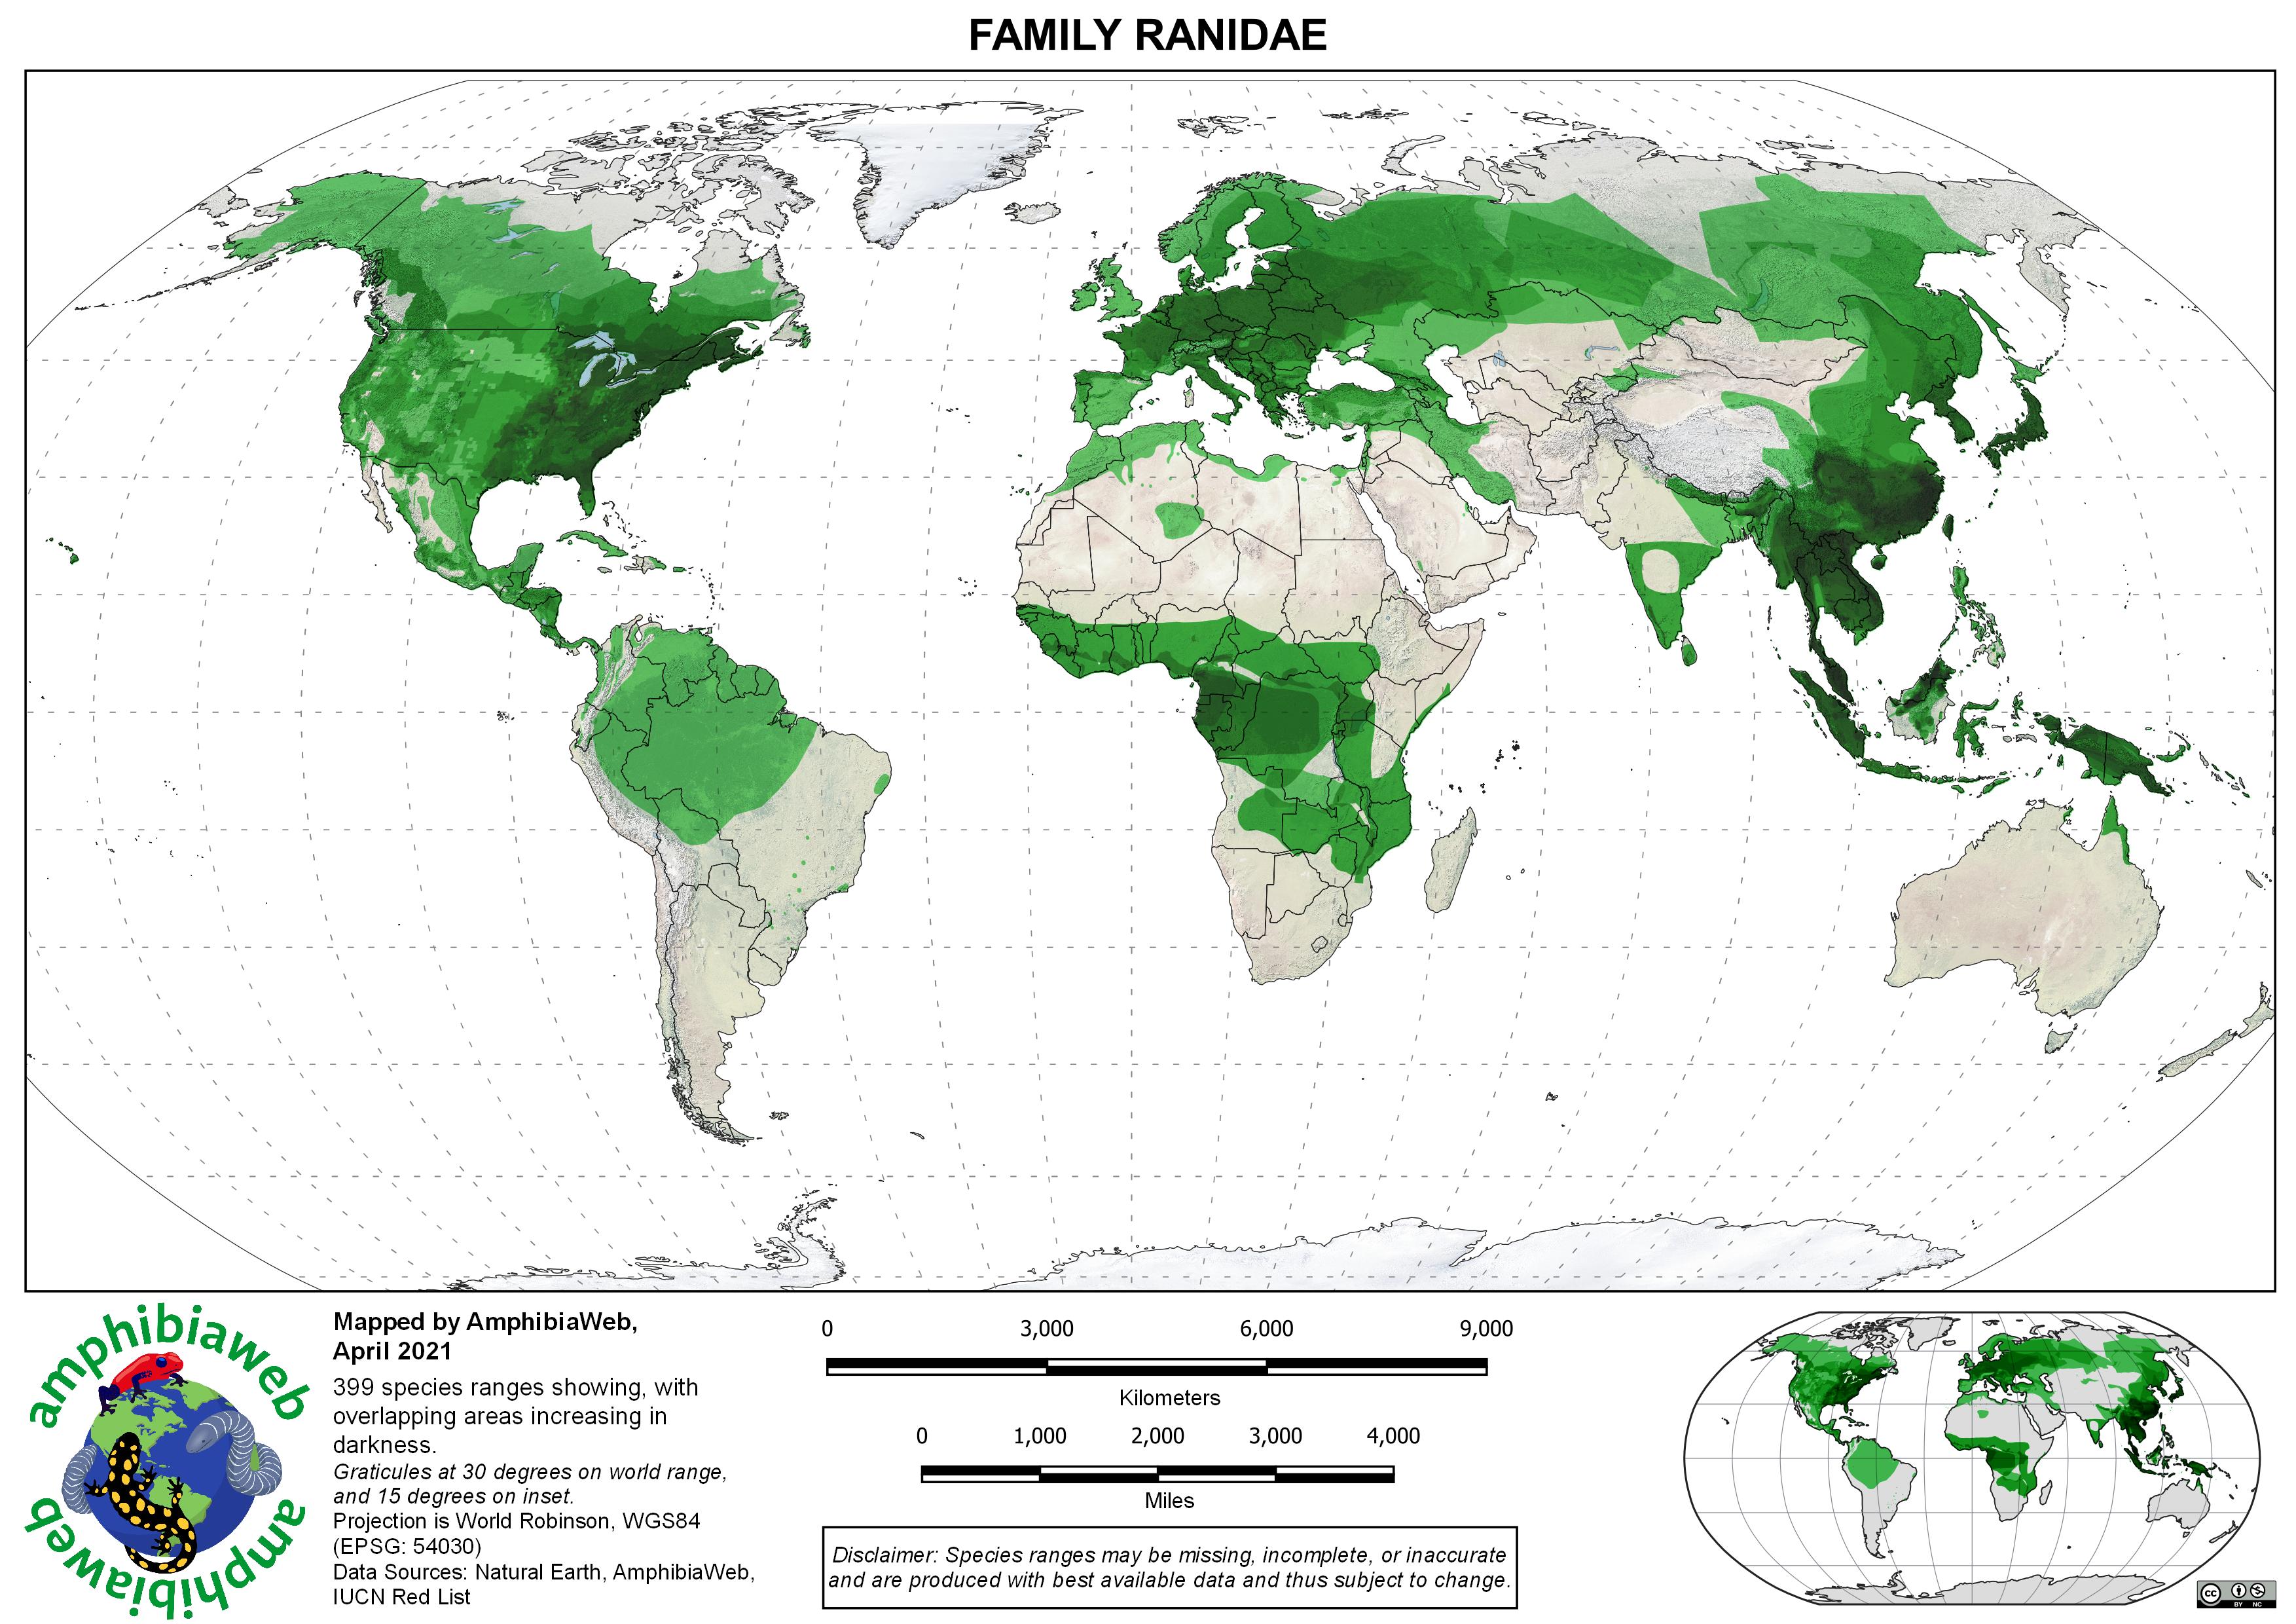 FAMILY RANIDAE
amphibiaweb
amphibiaweb
Mapped by AmphibiaWeb,
April 2021
399 species ranges showing, with
overlapping areas increasing in
darkness.
Graticules at 30 degrees on world range,
and 15 degrees on inset.
Projection is World Robinson, WGS84
(EPSG: 54030)
Data Sources: Natural Earth, AmphibiaWeb,
IUCN Red List
0 3,000 6,000 9,000
Kilometers
0 1,000 2,000 3,000 4,000
Miles
Disclaimer: Species ranges may be missing, incomplete, or inaccurate
and are produced with best available data and thus subject to change.
cc
BY NC